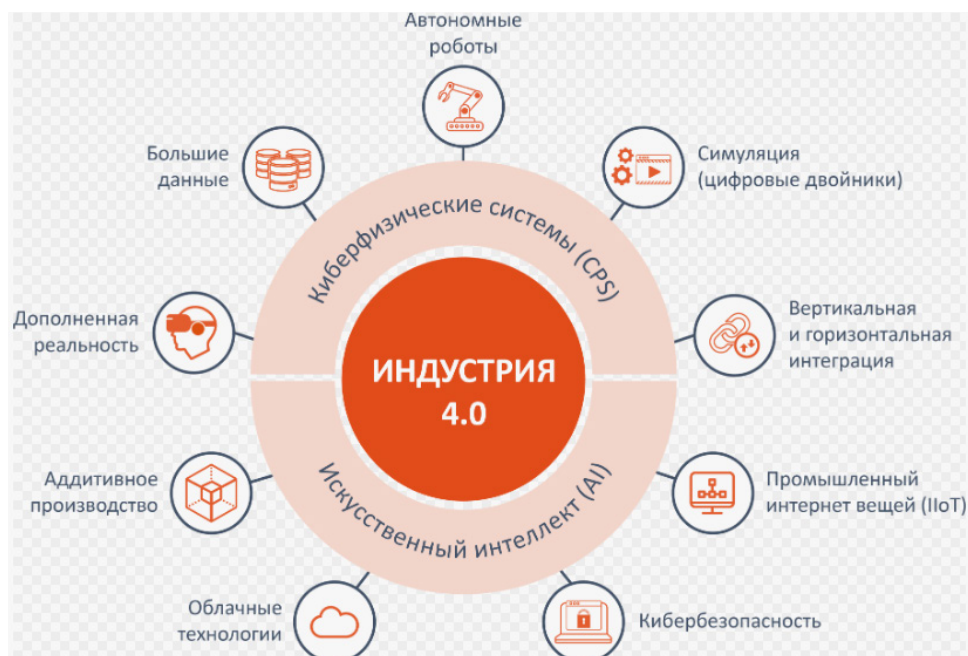 Автономные
роботы
Большие
данные
Симуляция
(цифровые двойники)
Киберфизические системы (CPS)
Дополненная
реальность
Вертикальная
и горизонтальная
интеграция
ИНДУСТРИЯ
4.0
Аддитивное
производство
Промышленный
интернет вещей (IIoT)
Искусственный интеллект (AI)
Облачные
технологии
Кибербезопасность